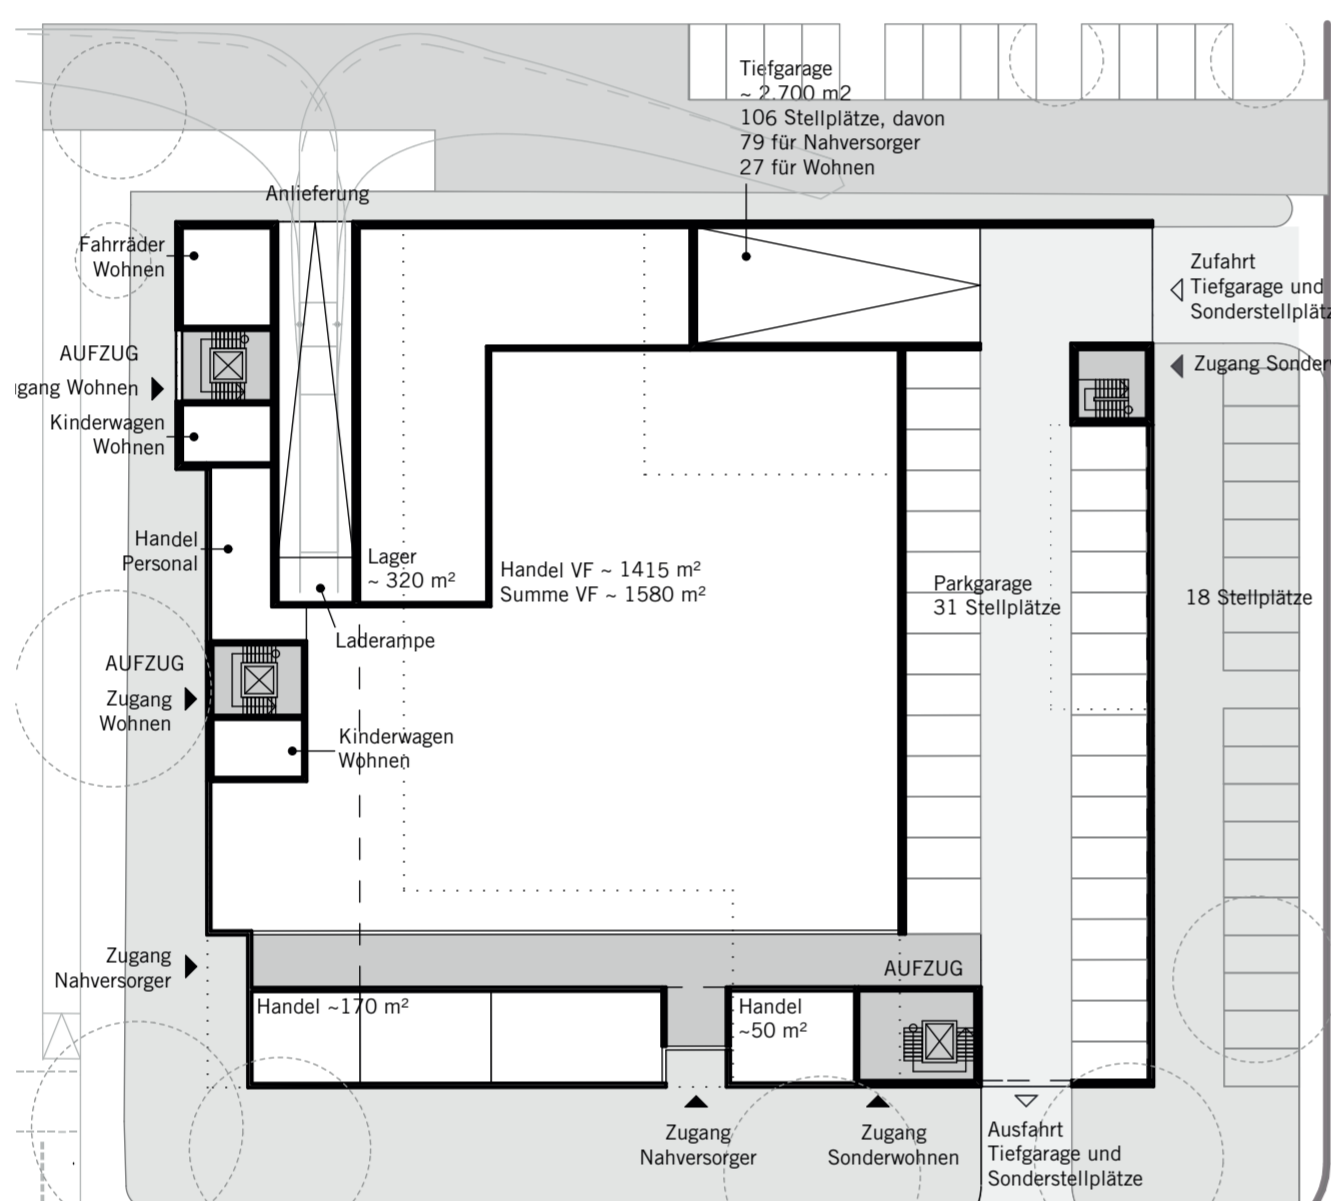 Tiefgarage
~ 2.700 m2
106 Stellplätze, davon
79 für Nahversorger
27 für Wohnen
Anlieferung
Fahrräder
Wohnen
Zufahrt
Tiefgarage und
Sonderstellplätz
AUFZUG
gang Wohnen
Zugang Sonder
Kinderwagen
Wohnen
Handel
Personal
Lager
~ 320 m²
Handel VF ~ 1415 m²
Summe VF ~ 1580 m²
Parkgarage
31 Stellplätze
18 Stellplätze
Laderampe
AUFZUG
Zugang
Wohnen
Kinderwagen
Wohnen
Zugang
Nahversorger
AUFZUG
Handel ~170 m²
Handel
~50 m²
Zugang
Nahversorger
Zugang
Sonderwohnen
Ausfahrt
Tiefgarage und
Sonderstellplätze